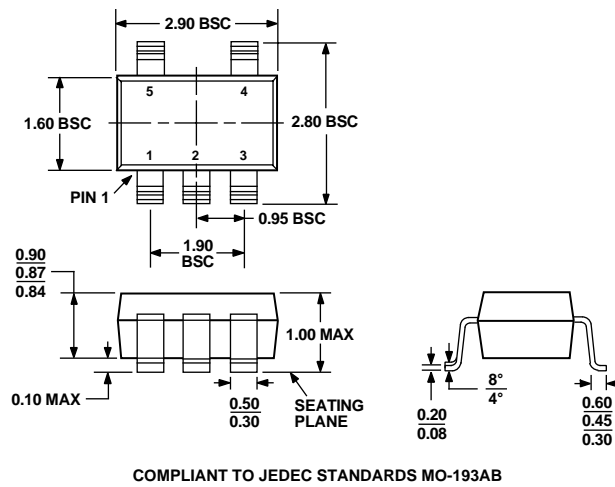 2.90 BSC
5
4
1.60 BSC
2.80 BSC
1
2
3
PIN 1
0.95 BSC
1.90
BSC
0.90
0.87
0.84
1.00 MAX
0.10 MAX
0.50
0.30
SEATING
PLANE
0.20
0.08
8°
4°
0.60
0.45
0.30
COMPLIANT TO JEDEC STANDARDS MO-193AB